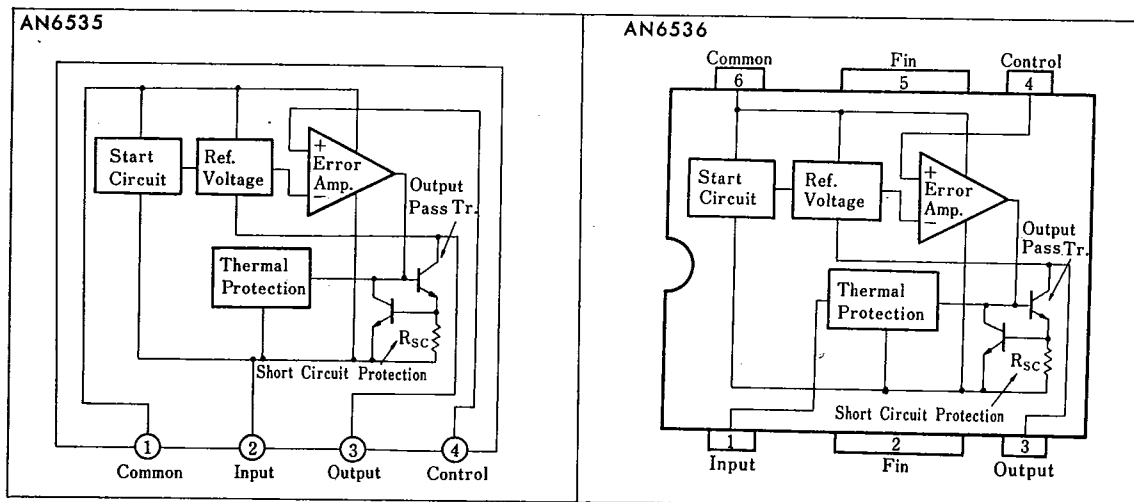 AN6535
Start
Circuit
Ref.
Voltage
+
Error
Amp.
−
Output
Pass Tr.
Thermal
Protection
RSC
Short Circuit Protection
1
2
3
4
Common
Input
Output
Control
AN6536
Common
Fin
Control
6
5
4
Start
Circuit
Ref.
Voltage
+
Error
Amp.
−
Output
Pass Tr.
Thermal
Protection
RSC
Short Circuit Protection
1
2
3
Input
Fin
Output